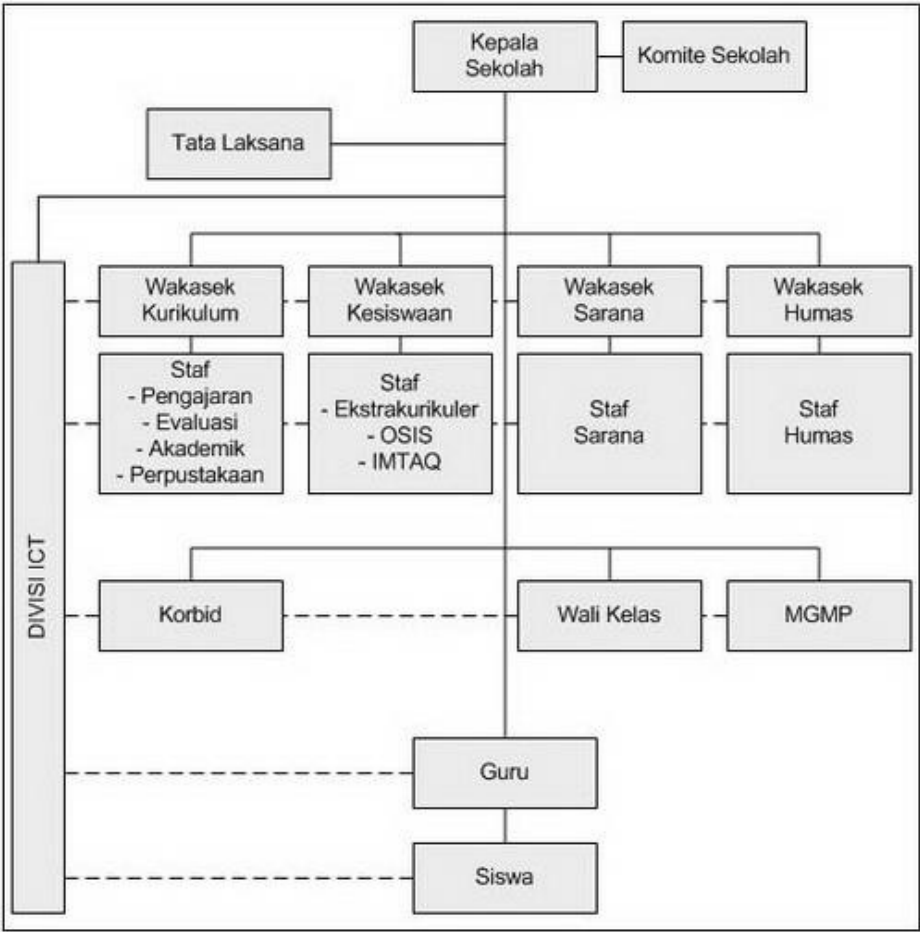 Kepala
Sekolah
Komite Sekolah
Tata Laksana
DIVISI ICT
Wakasek
Kurikulum
Wakasek
Kesiswaan
Wakasek
Sarana
Wakasek
Humas
Staf
- Pengajaran
- Evaluasi
- Akademik
- Perpustakaan
Staf
- Ekstrakurikuler
- OSIS
- IMTAQ
Staf
Sarana
Staf
Humas
Korbid
Wali Kelas
MGMP
Guru
Siswa